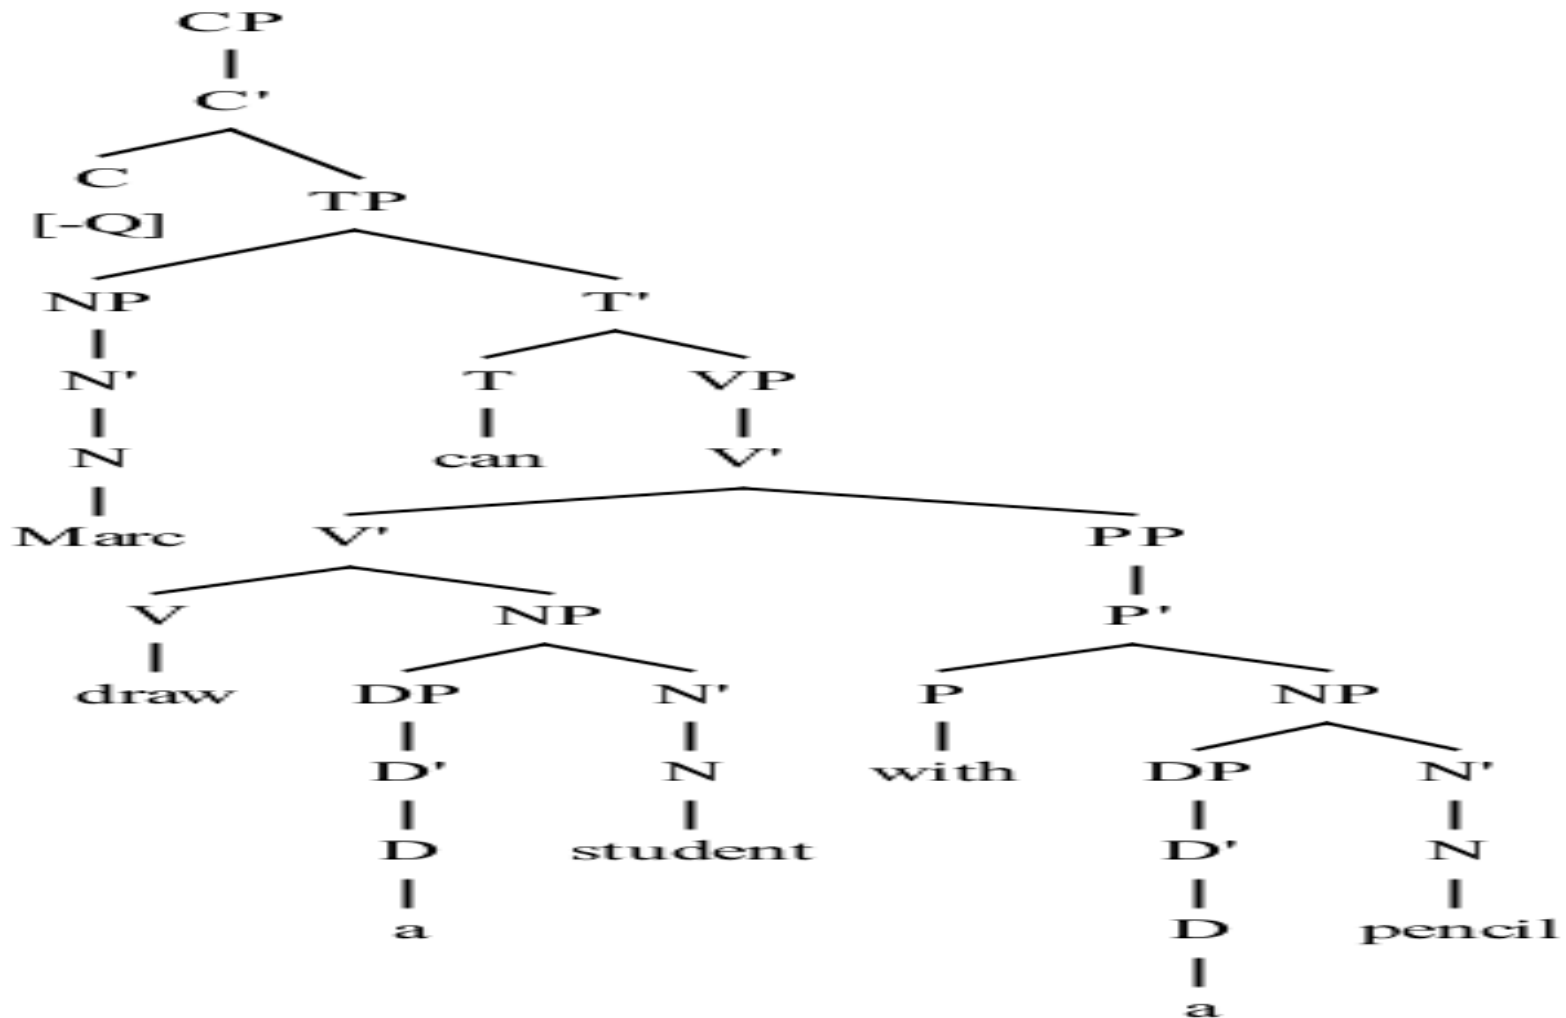 CP
C'
C
TP
[-Q]
NP T'
N' T VP
N can V'
Marc V' PP
V NP P'
draw DP N' P NP
D' N with DP N'
D student D' N
a D pencil
a